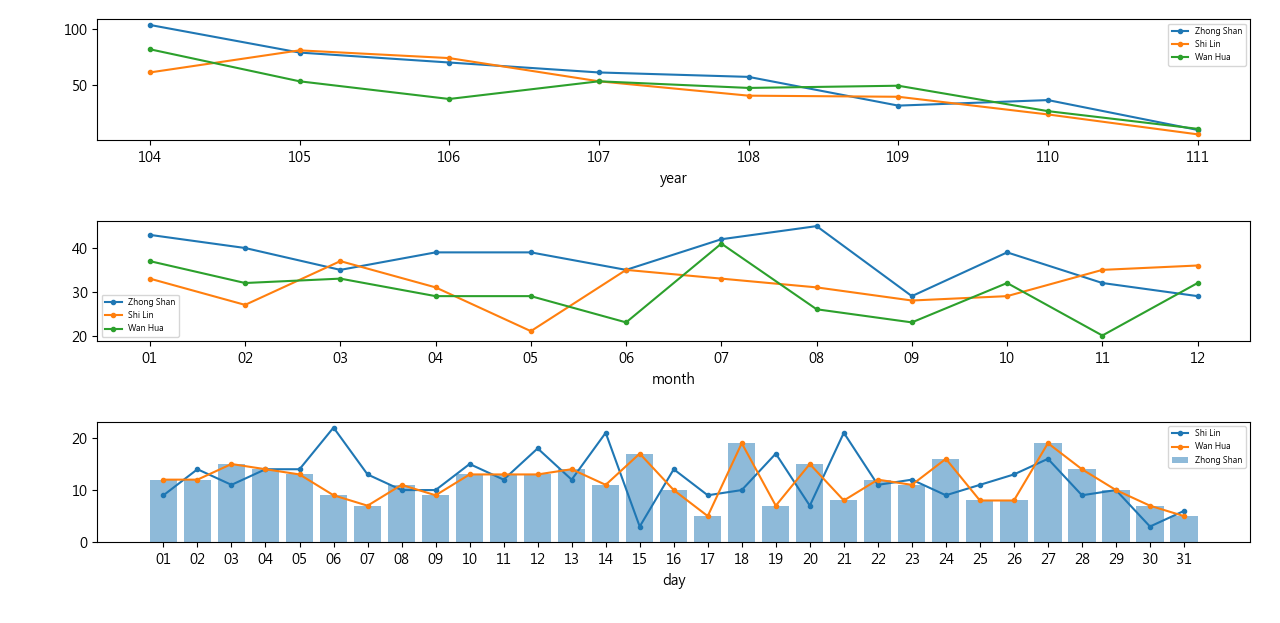 100
50
Zhong Shan
Shi Lin
Wan Hua
104 105 106 107 108 109 110 111
year
40
30
20
Zhong Shan
Shi Lin
Wan Hua
01 02 03 04 05 06 07 08 09 10 11 12
month
20
10
0
Shi Lin
Wan Hua
Zhong Shan
01 02 03 04 05 06 07 08 09 10 11 12 13 14 15 16 17 18 19 20 21 22 23 24 25 26 27 28 29 30 31
day